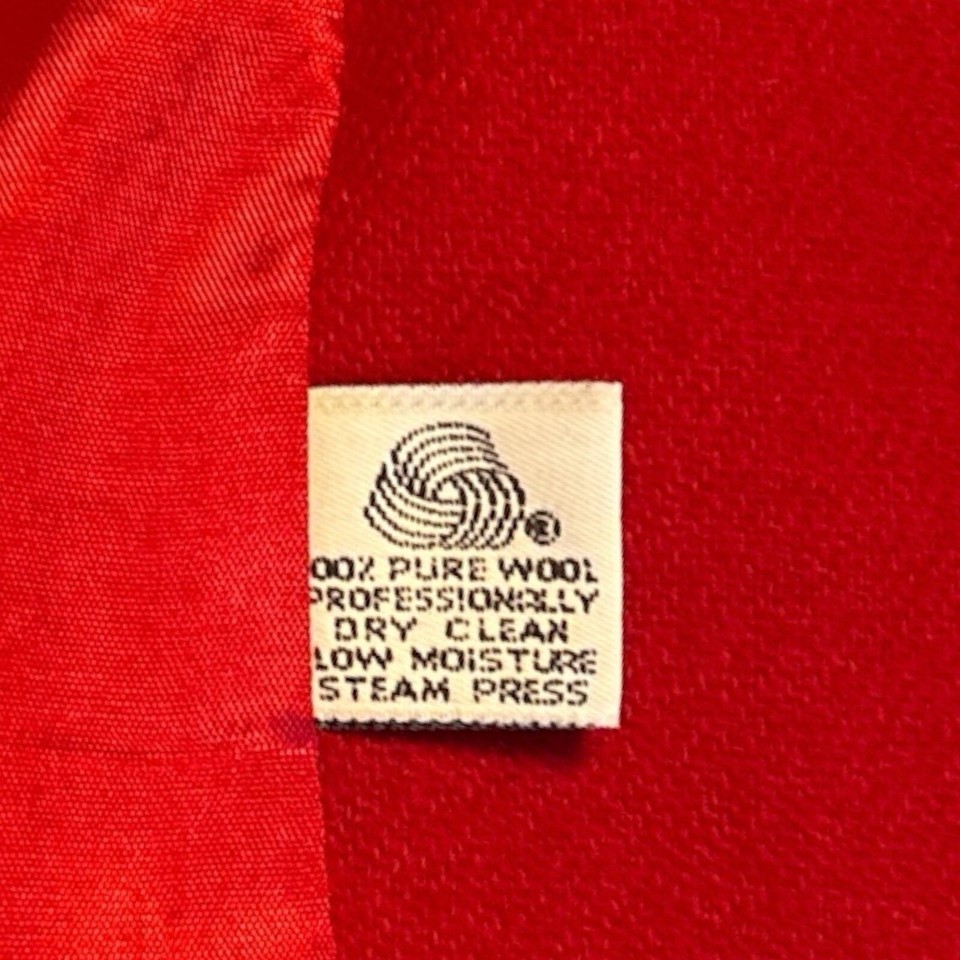 ®
00% PURE WOOL
PROFESSIONALLY
DRY CLEAN
LOW MOISTURE
STEAM PRESS